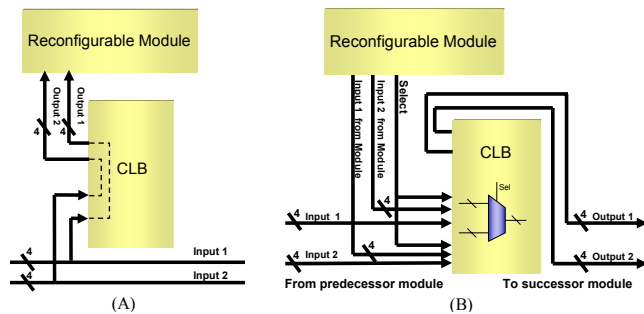 Reconfigurable Module
Output 2
Output 1
4
4
CLB
4
Input 1
4
Input 2
(A)
Reconfigurable Module
Input 1 from Module
Input 2 from Module
Select
4
4
CLB
Sel
4
Input 1
4
Input 2
4
Output 1
4
Output 2
From predecessor module
To successor module
(B)